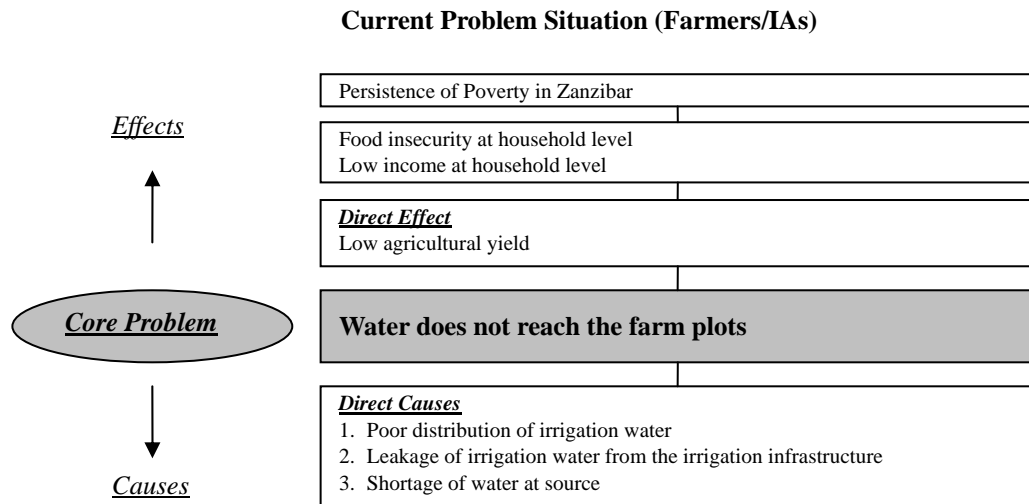 Current Problem Situation (Farmers/IAs)
Persistence of Poverty in Zanzibar
Effects
Food insecurity at household level
Low income at household level
Direct Effect
Low agricultural yield
Core Problem
Water does not reach the farm plots
Direct Causes
1. Poor distribution of irrigation water
2. Leakage of irrigation water from the irrigation infrastructure
3. Shortage of water at source
Causes